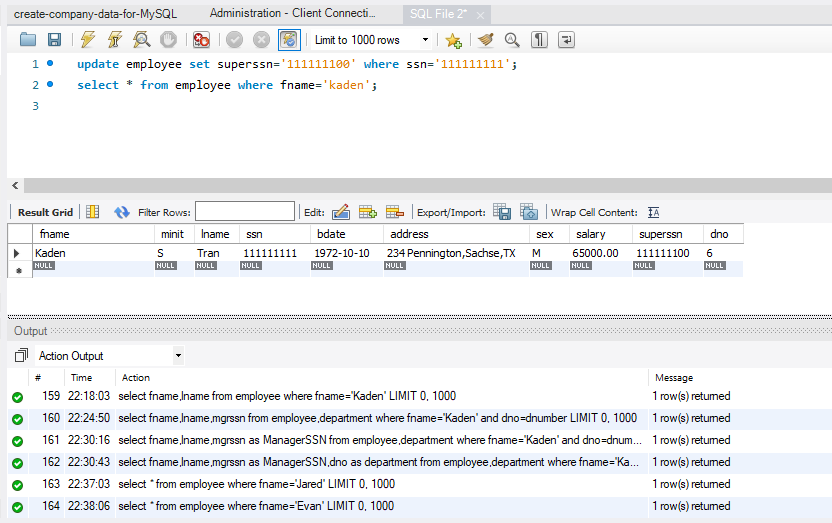 create-company-data-for-MySQL Administration - Client Connecti... SQL File 2*
Limit to 1000 rows
1 update employee set superssn='111111100' where ssn='111111111';
2 select * from employee where fname='kaden';
3
Result Grid Filter Rows: Edit: Export/Import: Wrap Cell Content:
fname minit lname ssn bdate address sex salary superssn dno
Kaden S Tran 111111111 1972-10-10 234 Pennington,Sachse,TX M 65000.00 111111100 6
NULL NULL NULL NULL NULL NULL NULL NULL NULL NULL
Output
Action Output
# Time Action Message
159 22:18:03 select fname,lname from employee where fname='Kaden' LIMIT 0, 1000 1 row(s) returned
160 22:24:50 select fname,lname,mgrssn from employee,department where fname='Kaden' and dno=dnumber LIMIT 0, 1000 1 row(s) returned
161 22:30:16 select fname,lname,mgrssn as ManagerSSN from employee,department where fname='Kaden' and dno=dnum... 1 row(s) returned
162 22:30:43 select fname,lname,mgrssn as ManagerSSN,dno as department from employee,department where fname='Ka... 1 row(s) returned
163 22:37:03 select * from employee where fname='Jared' LIMIT 0, 1000 1 row(s) returned
164 22:38:06 select * from employee where fname='Evan' LIMIT 0, 1000 1 row(s) returned